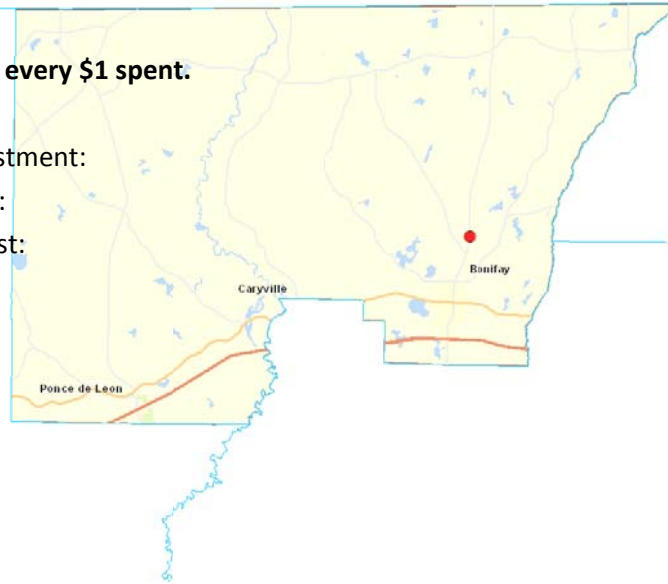 every $1 spent.
stment:
:
st:
Bonifay
Caryville
Ponce de Leon